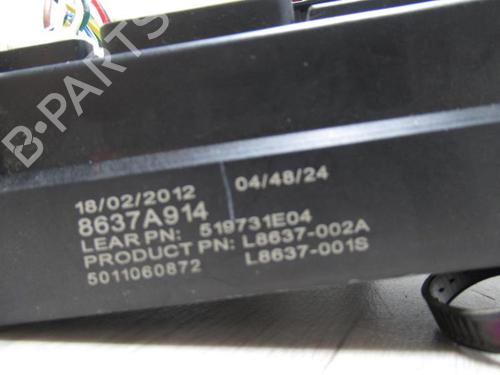 B-PARTS
18/02/2012 04/48/24
8637A914
LEAR PN: 519731E04
PRODUCT PN: L8637-002A
5011060872 L8637-001S